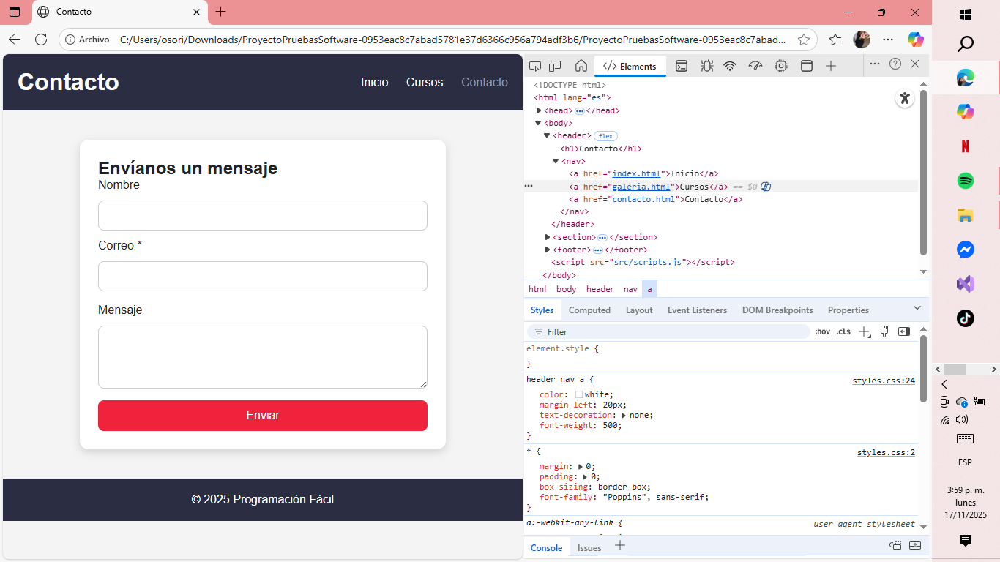 Contacto
Archivo
C:/Users/osori/Downloads/ProyectoPruebasSoftware-0953eac8c7abad5781e37d6366c956a794adf3b6/ProyectoPruebasSoftware-0953eac8c7abad...
Contacto
Inicio Cursos Contacto
Envíanos un mensaje
Nombre
Correo *
Mensaje
Enviar
© 2025 Programación Fácil
</> Elements
<!DOCTYPE html>
<html lang="es">
<head> ••• </head>
<body>
<header> flex
<h1>Contacto</h1>
<nav>
<a href="index.html">Inicio</a>
<a href="galeria.html">Cursos</a> == $0
<a href="contacto.html">Contacto</a>
</nav>
</header>
<section> ••• </section>
<footer> ••• </footer>
<script src="src/scripts.js"></script>
</body>
html body header nav a
Styles Computed Layout Event Listeners DOM Breakpoints Properties
Filter :hov .cls
element.style {
}
header nav a { styles.css:24
color: white;
margin-left: 20px;
text-decoration: none;
font-weight: 500;
}
* { styles.css:2
margin: 0;
padding: 0;
box-sizing: border-box;
font-family: "Poppins", sans-serif;
}
a:-webkit-any-link { user agent stylesheet
Console Issues
ESP
3:59 p. m.
lunes
17/11/2025